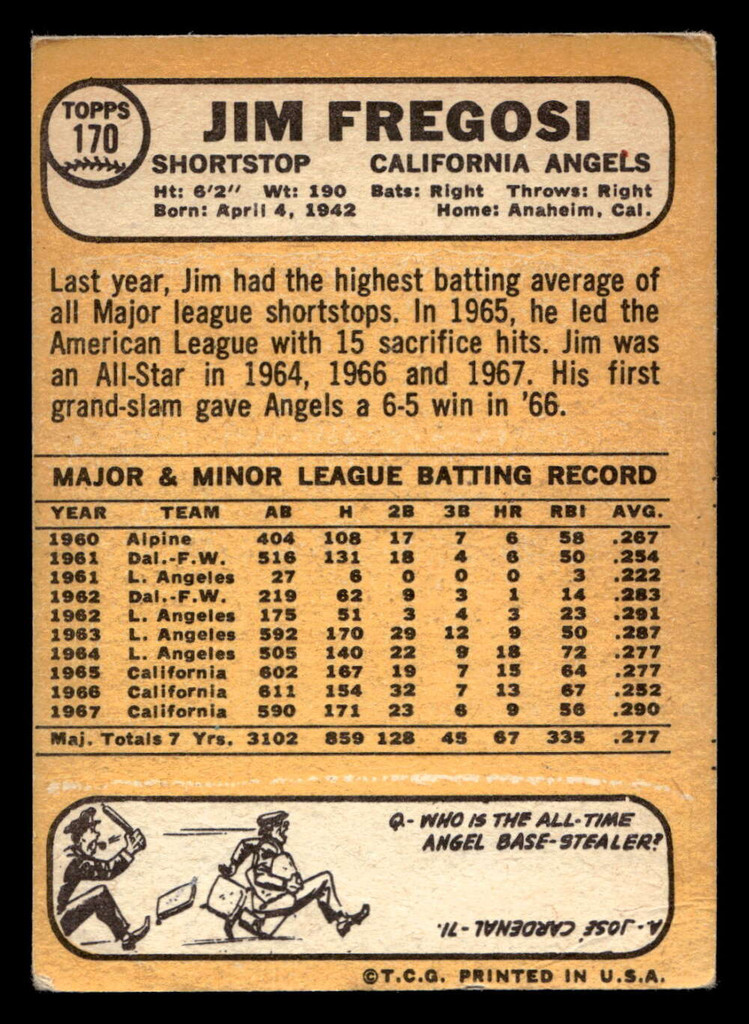 TOPPS
170
JIM FREGOSI
SHORTSTOP CALIFORNIA ANGELS
Ht: 6'2" Wt: 190 Bats: Right Throws: Right
Born: April 4, 1942 Home: Anaheim, Cal.
Last year, Jim had the highest batting average of
all Major league shortstops. In 1965, he led the
American League with 15 sacrifice hits. Jim was
an All-Star in 1964, 1966 and 1967. His first
grand-slam gave Angels a 6-5 win in '66.
MAJOR & MINOR LEAGUE BATTING RECORD
YEAR TEAM AB H 2B 3B HR RBI AVG.
1960 Alpine 404 108 17 7 6 58 .267
1961 Dal.-F.W. 516 131 18 4 6 50 .254
1961 L. Angeles 27 6 0 0 0 3 .222
1962 Dal.-F.W. 219 62 9 3 1 14 .283
1962 L. Angeles 175 51 3 4 3 23 .291
1963 L. Angeles 592 170 29 12 9 50 .287
1964 L. Angeles 505 140 22 9 18 72 .277
1965 California 602 167 19 7 15 64 .277
1966 California 611 154 32 7 13 67 .252
1967 California 590 171 23 6 9 56 .290
Maj. Totals 7 Yrs. 3102 859 128 45 67 335 .277
Q- WHO IS THE ALL-TIME
ANGEL BASE-STEALER?
A- JOSÉ CARDENAL - 71.
©T.C.G. PRINTED IN U.S.A.